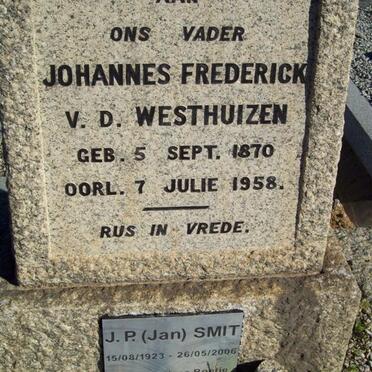 AAN
ONS VADER
JOHANNES FREDERICK
V. D. WESTHUIZEN
GEB. 5 SEPT. 1870
OORL. 7 JULIE 1958.
RUS IN VREDE.
J. P. (Jan) SMIT
15/08/1923 - 26/05/2006